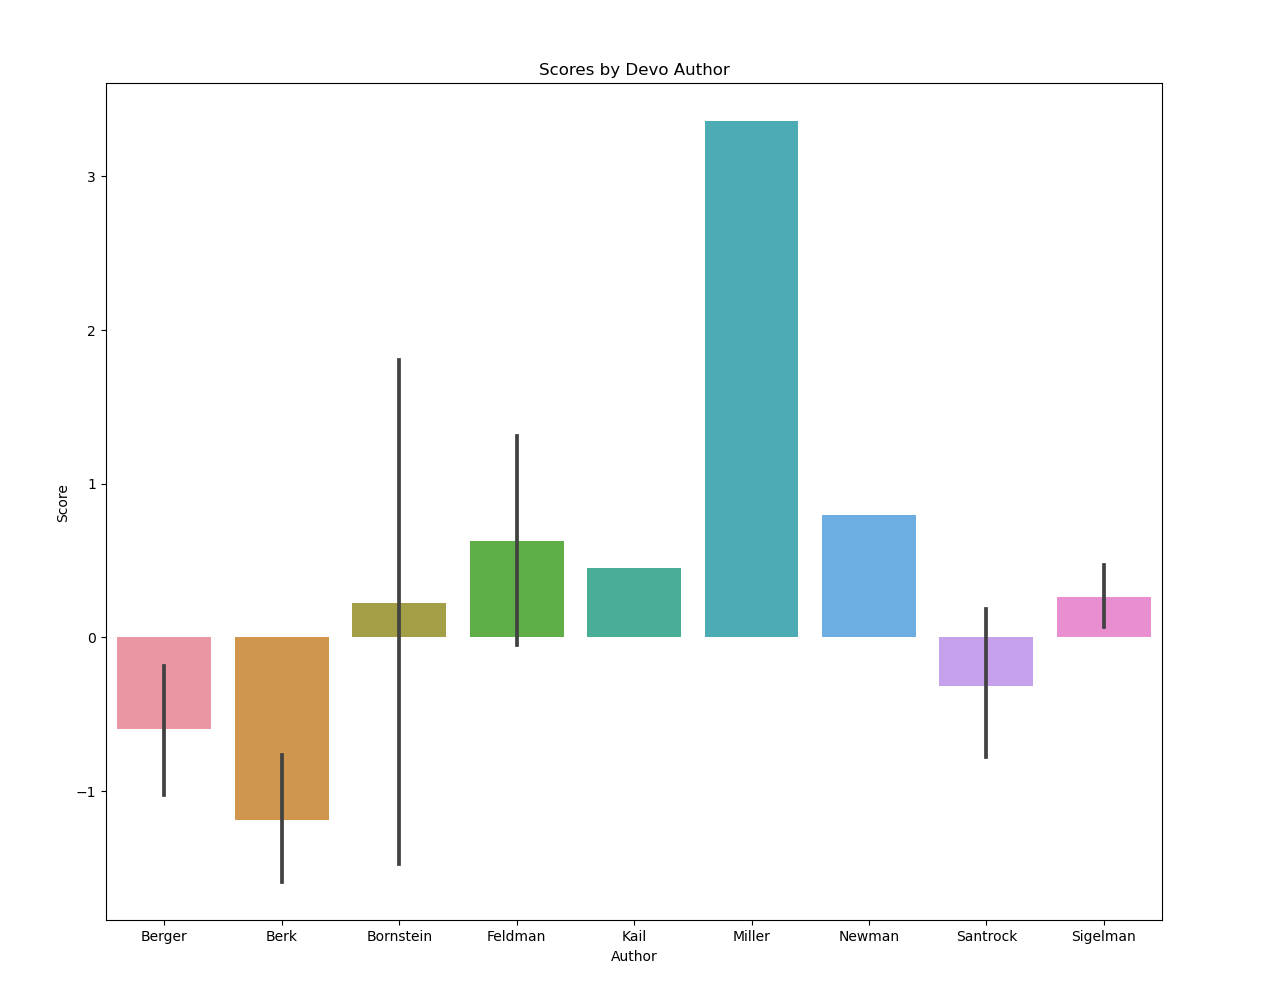 Scores by Devo Author
3
2
1
0
−1
Score
Berger Berk Bornstein Feldman Kail Miller Newman Santrock Sigelman
Author